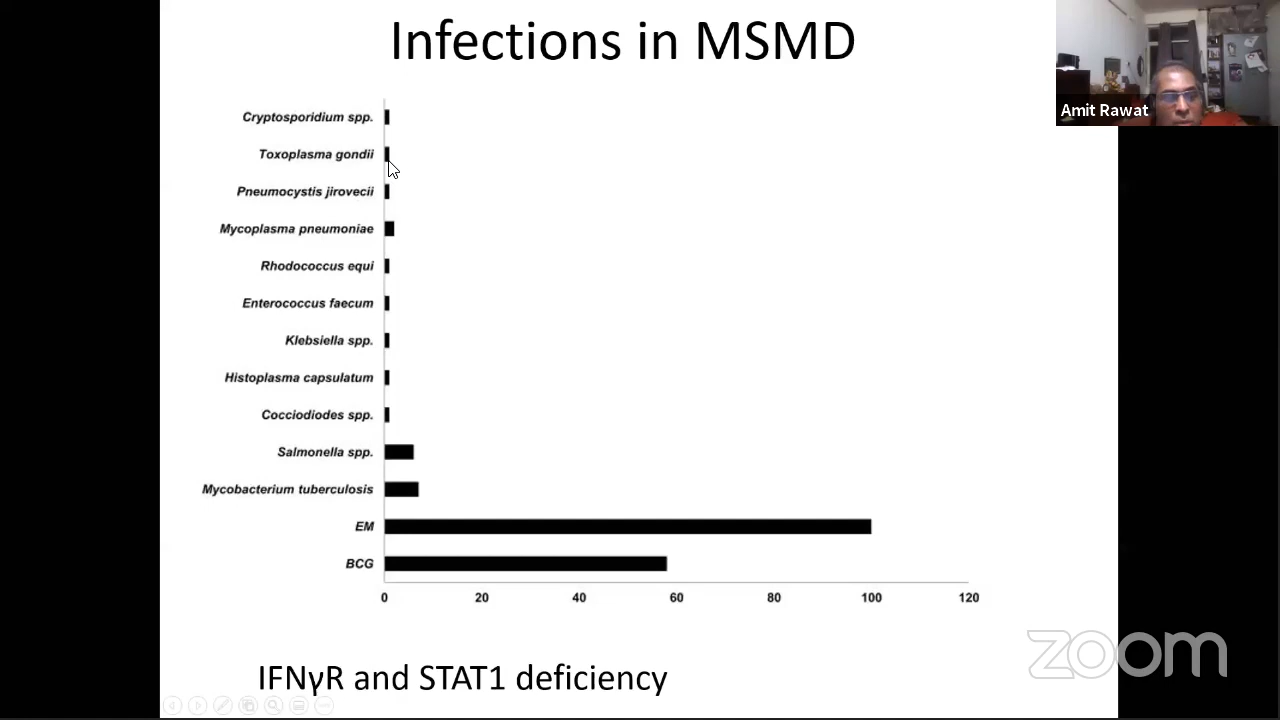 Infections in MSMD
Amit Rawat
Cryptosporidium spp.
Toxoplasma gondii
Pneumocystis jirovecii
Mycoplasma pneumoniae
Rhodococcus equi
Enterococcus faecum
Klebsiella spp.
Histoplasma capsulatum
Cocciodiodes spp.
Salmonella spp.
Mycobacterium tuberculosis
EM
BCG
0 20 40 60 80 100 120
IFNγR and STAT1 deficiency
zoom